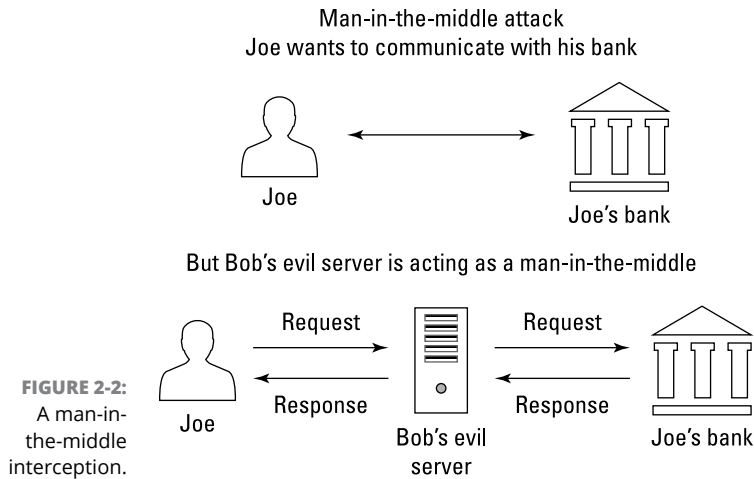 Man-in-the-middle attack
Joe wants to communicate with his bank
Joe
Joe's bank
But Bob's evil server is acting as a man-in-the-middle
Request
Request
Response
Response
Joe
Bob's evil
server
Joe's bank
FIGURE 2-2:
A man-in-
the-middle
interception.